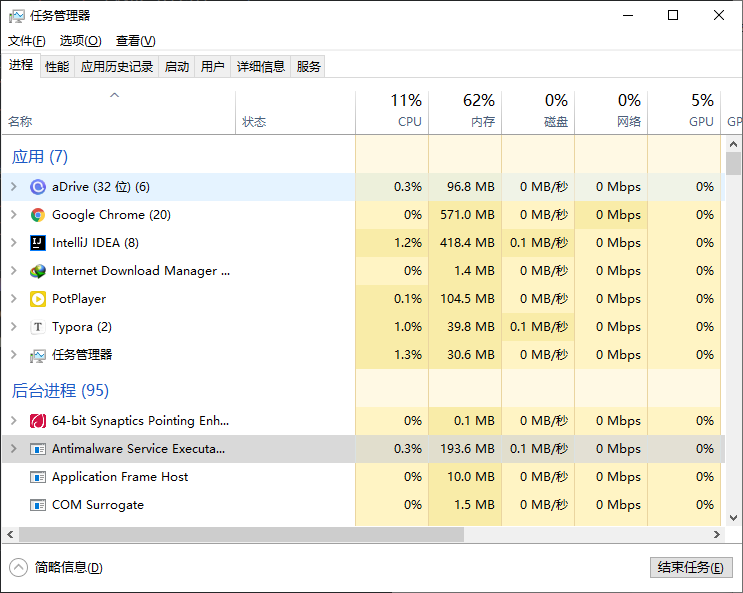 任务管理器
文件(F) 选项(O) 查看(V)
进程 性能 应用历史记录 启动 用户 详细信息 服务
11% 62% 0% 0% 5%
名称 状态 CPU 内存 磁盘 网络 GPU GP
应用 (7)
aDrive (32 位) (6) 0.3% 96.8 MB 0 MB/秒 0 Mbps 0%
Google Chrome (20) 0% 571.0 MB 0 MB/秒 0 Mbps 0%
IntelliJ IDEA (8) 1.2% 418.4 MB 0.1 MB/秒 0 Mbps 0%
Internet Download Manager ... 0% 1.4 MB 0 MB/秒 0 Mbps 0%
PotPlayer 0.1% 104.5 MB 0 MB/秒 0 Mbps 0%
T Typora (2) 1.0% 39.8 MB 0.1 MB/秒 0 Mbps 0%
任务管理器 1.3% 30.6 MB 0 MB/秒 0 Mbps 0%
后台进程 (95)
64-bit Synaptics Pointing Enh... 0% 0.1 MB 0 MB/秒 0 Mbps 0%
Antimalware Service Executa... 0.3% 193.6 MB 0.1 MB/秒 0 Mbps 0%
Application Frame Host 0% 10.0 MB 0 MB/秒 0 Mbps 0%
COM Surrogate 0% 1.5 MB 0 MB/秒 0 Mbps 0%
简略信息(D) 结束任务(E)